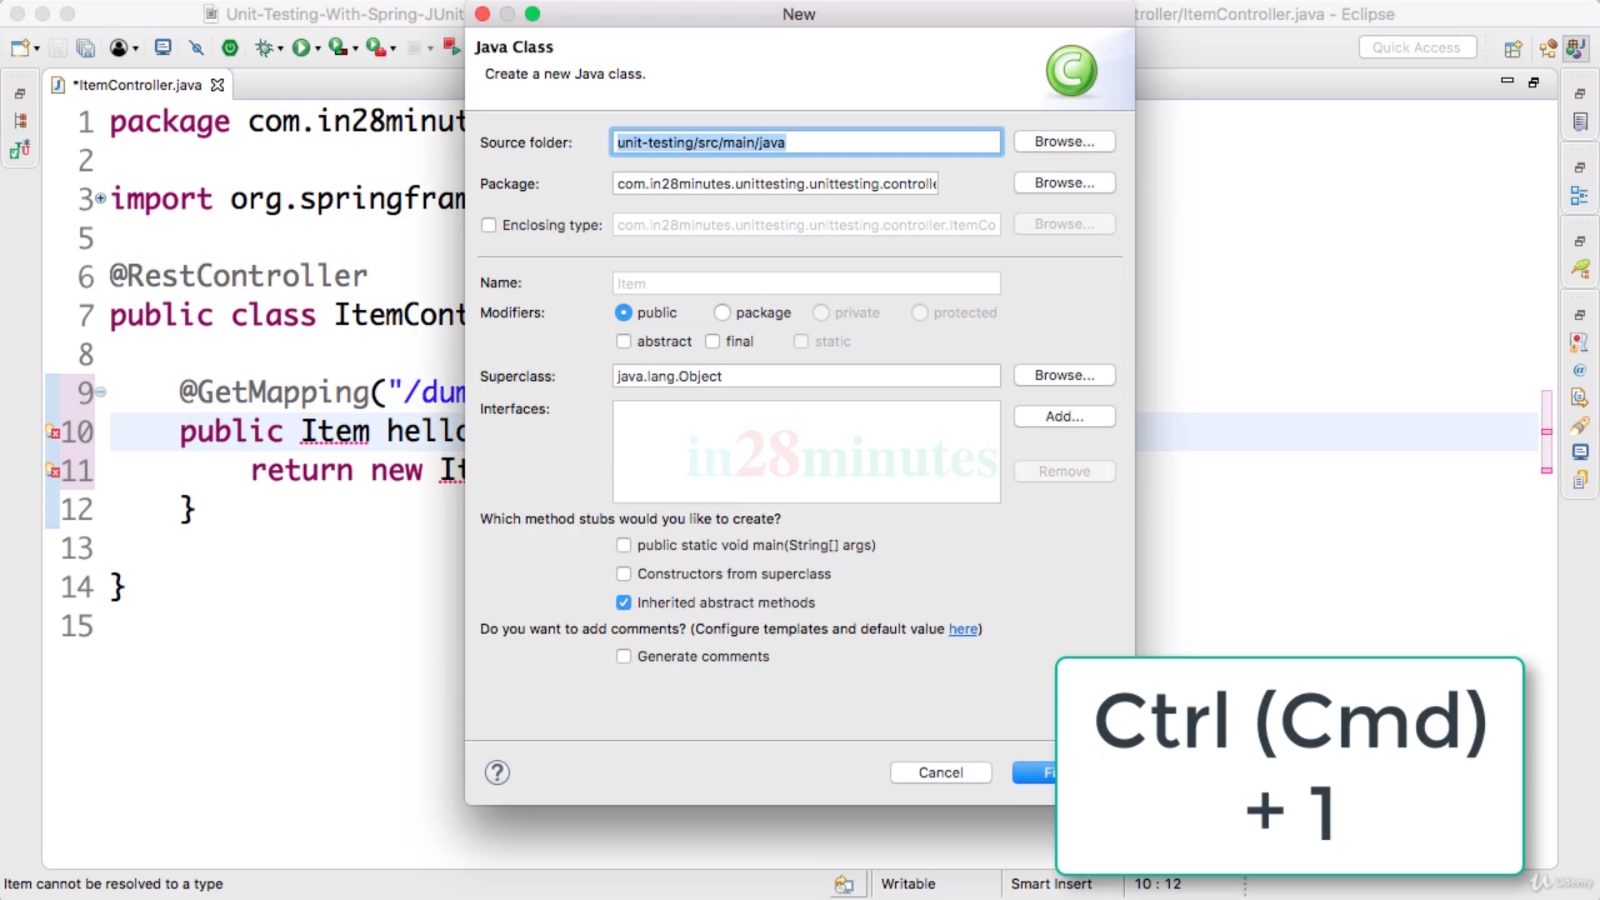 Unit-Testing-With-Spring-JUnit
New
ItemController.java - Eclipse
Quick Access
*ItemController.java
Java Class
Create a new Java class.
1 package com.in28minut
2
3 import org.springfram
5
6 @RestController
7 public class ItemCont
8
9 @GetMapping("/dum
10 public Item hello
11 return new It
12 }
13
14 }
15
Source folder: unit-testing/src/main/java Browse...
Package: com.in28minutes.unittesting.unittesting.controlle Browse...
Enclosing type: com.in28minutes.unittesting.unittesting.controller.ItemCo Browse...
Name: Item
Modifiers: public package private protected
abstract final static
Superclass: java.lang.Object Browse...
Interfaces: Add...
in28minutes
Remove
Which method stubs would you like to create?
public static void main(String[] args)
Constructors from superclass
Inherited abstract methods
Do you want to add comments? (Configure templates and default value here)
Generate comments
? Cancel
Ctrl (Cmd)
+ 1
Item cannot be resolved to a type
Writable
Smart Insert
10 : 12
Udemy